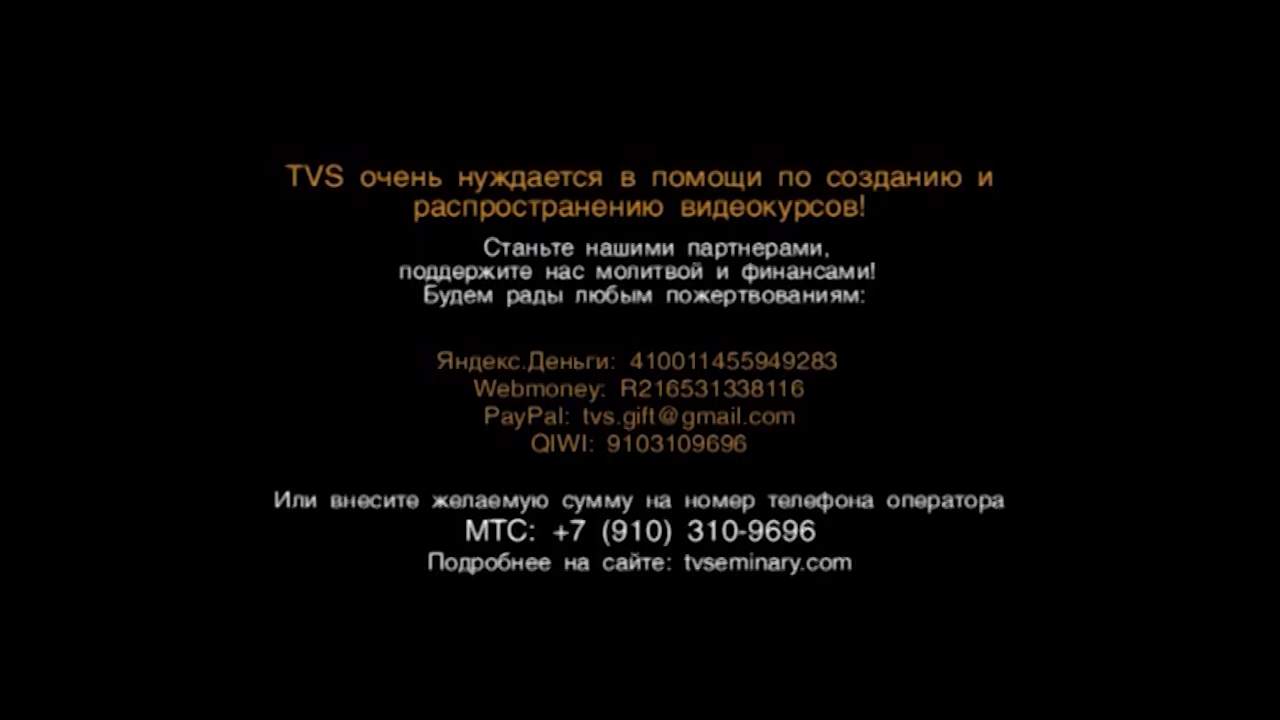 TVS очень нуждается в помощи по созданию и
распространению видеокурсов!
Станьте нашими партнерами,
поддержите нас молитвой и финансами!
Будем рады любым пожертвованиям:
Яндекс.Деньги: 410011455949283
Webmoney: R216531338116
PayPal: tvs.gift@gmail.com
QIWI: 9103109696
Или внесите желаемую сумму на номер телефона оператора
МТС: +7 (910) 310-9696
Подробнее на сайте: tvseminary.com